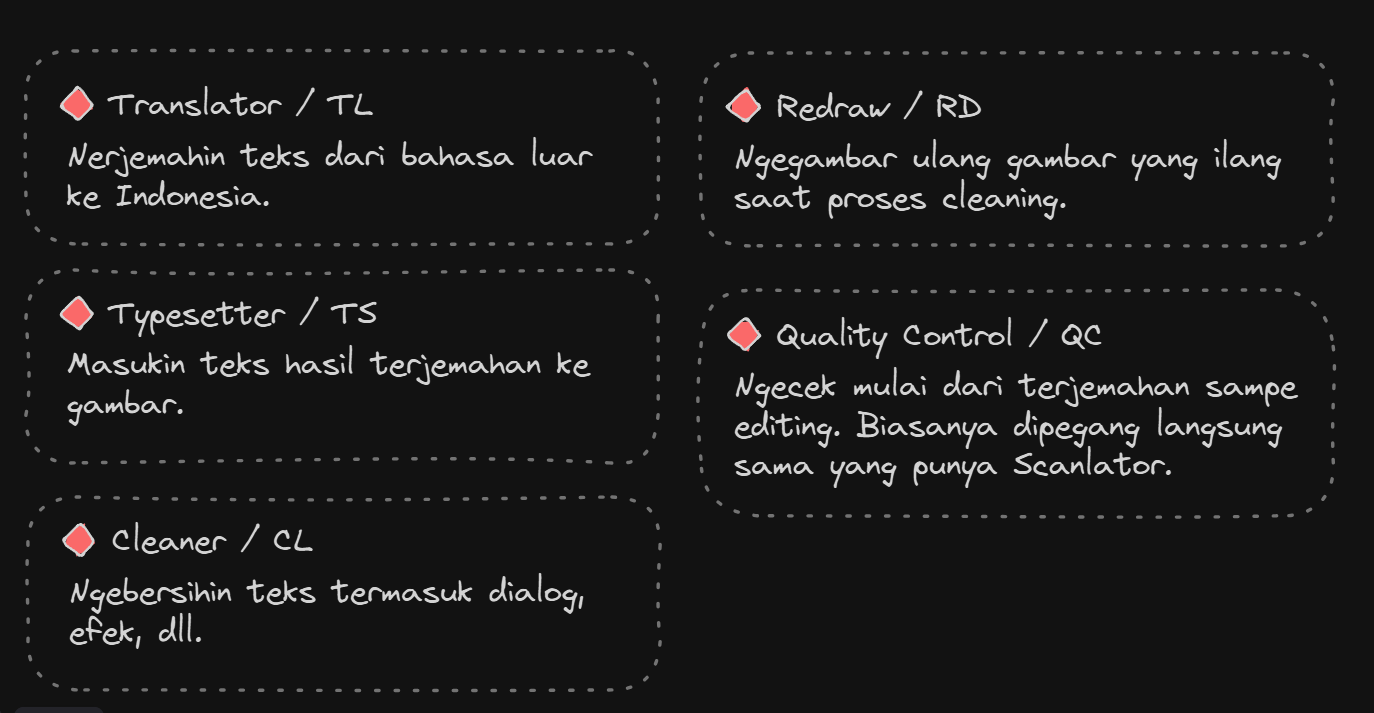 Translator / TL
Nerjemahin teks dari bahasa luar
ke Indonesia.
Typesetter / TS
Masukin teks hasil terjemahan ke
gambar.
Cleaner / CL
Ngebersihin teks termasuk dialog,
efek, dll.
Redraw / RD
Ngegambar ulang gambar yang ilang
saat proses cleaning.
Quality Control / QC
Ngecek mulai dari terjemahan sampe
editing. Biasanya dipegang langsung
sama yang punya Scanlator.